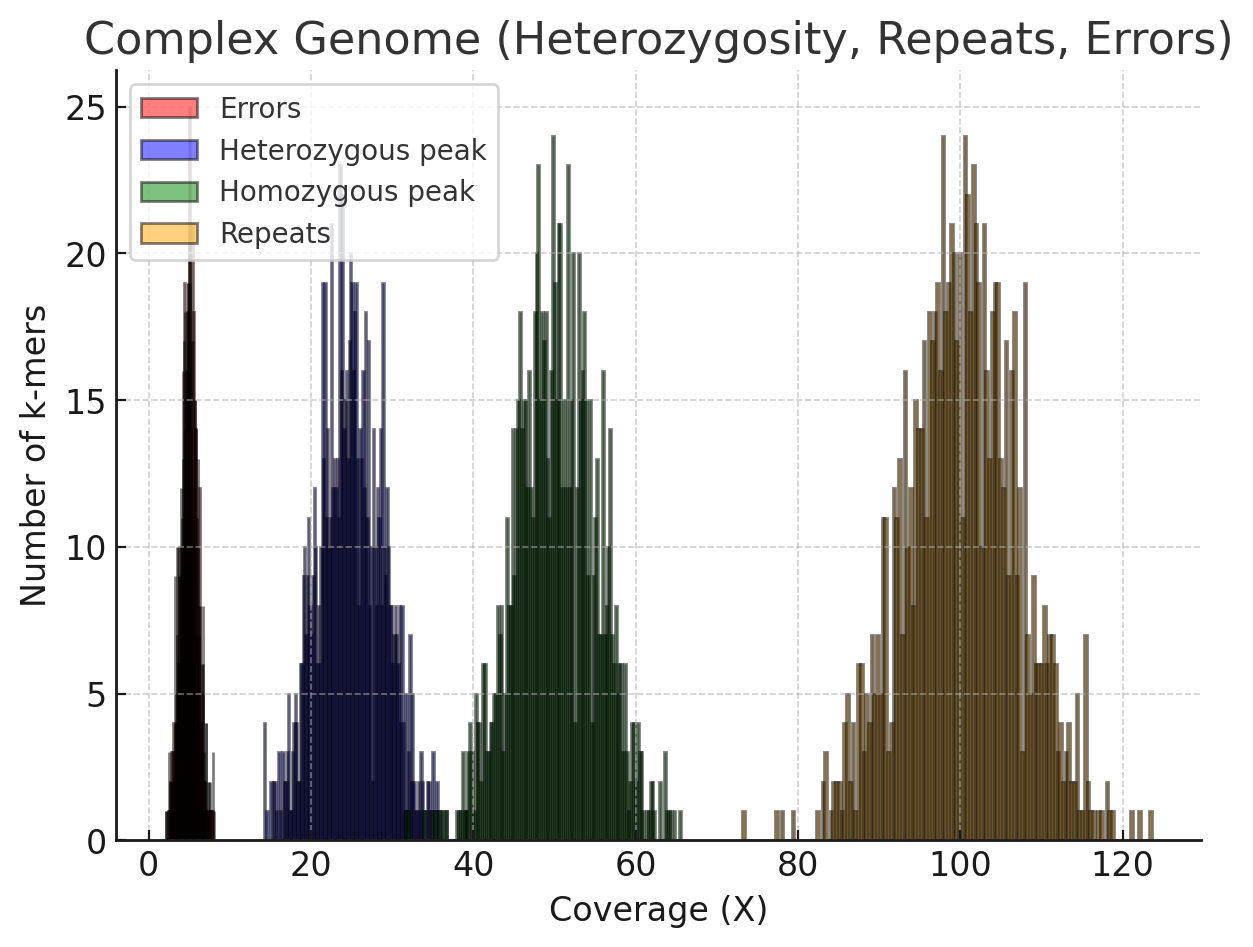 Complex Genome (Heterozygosity, Repeats, Errors)
Errors
Heterozygous peak
Homozygous peak
Repeats
25
20
15
10
5
0
Number of k-mers
0 20 40 60 80 100 120
Coverage (X)